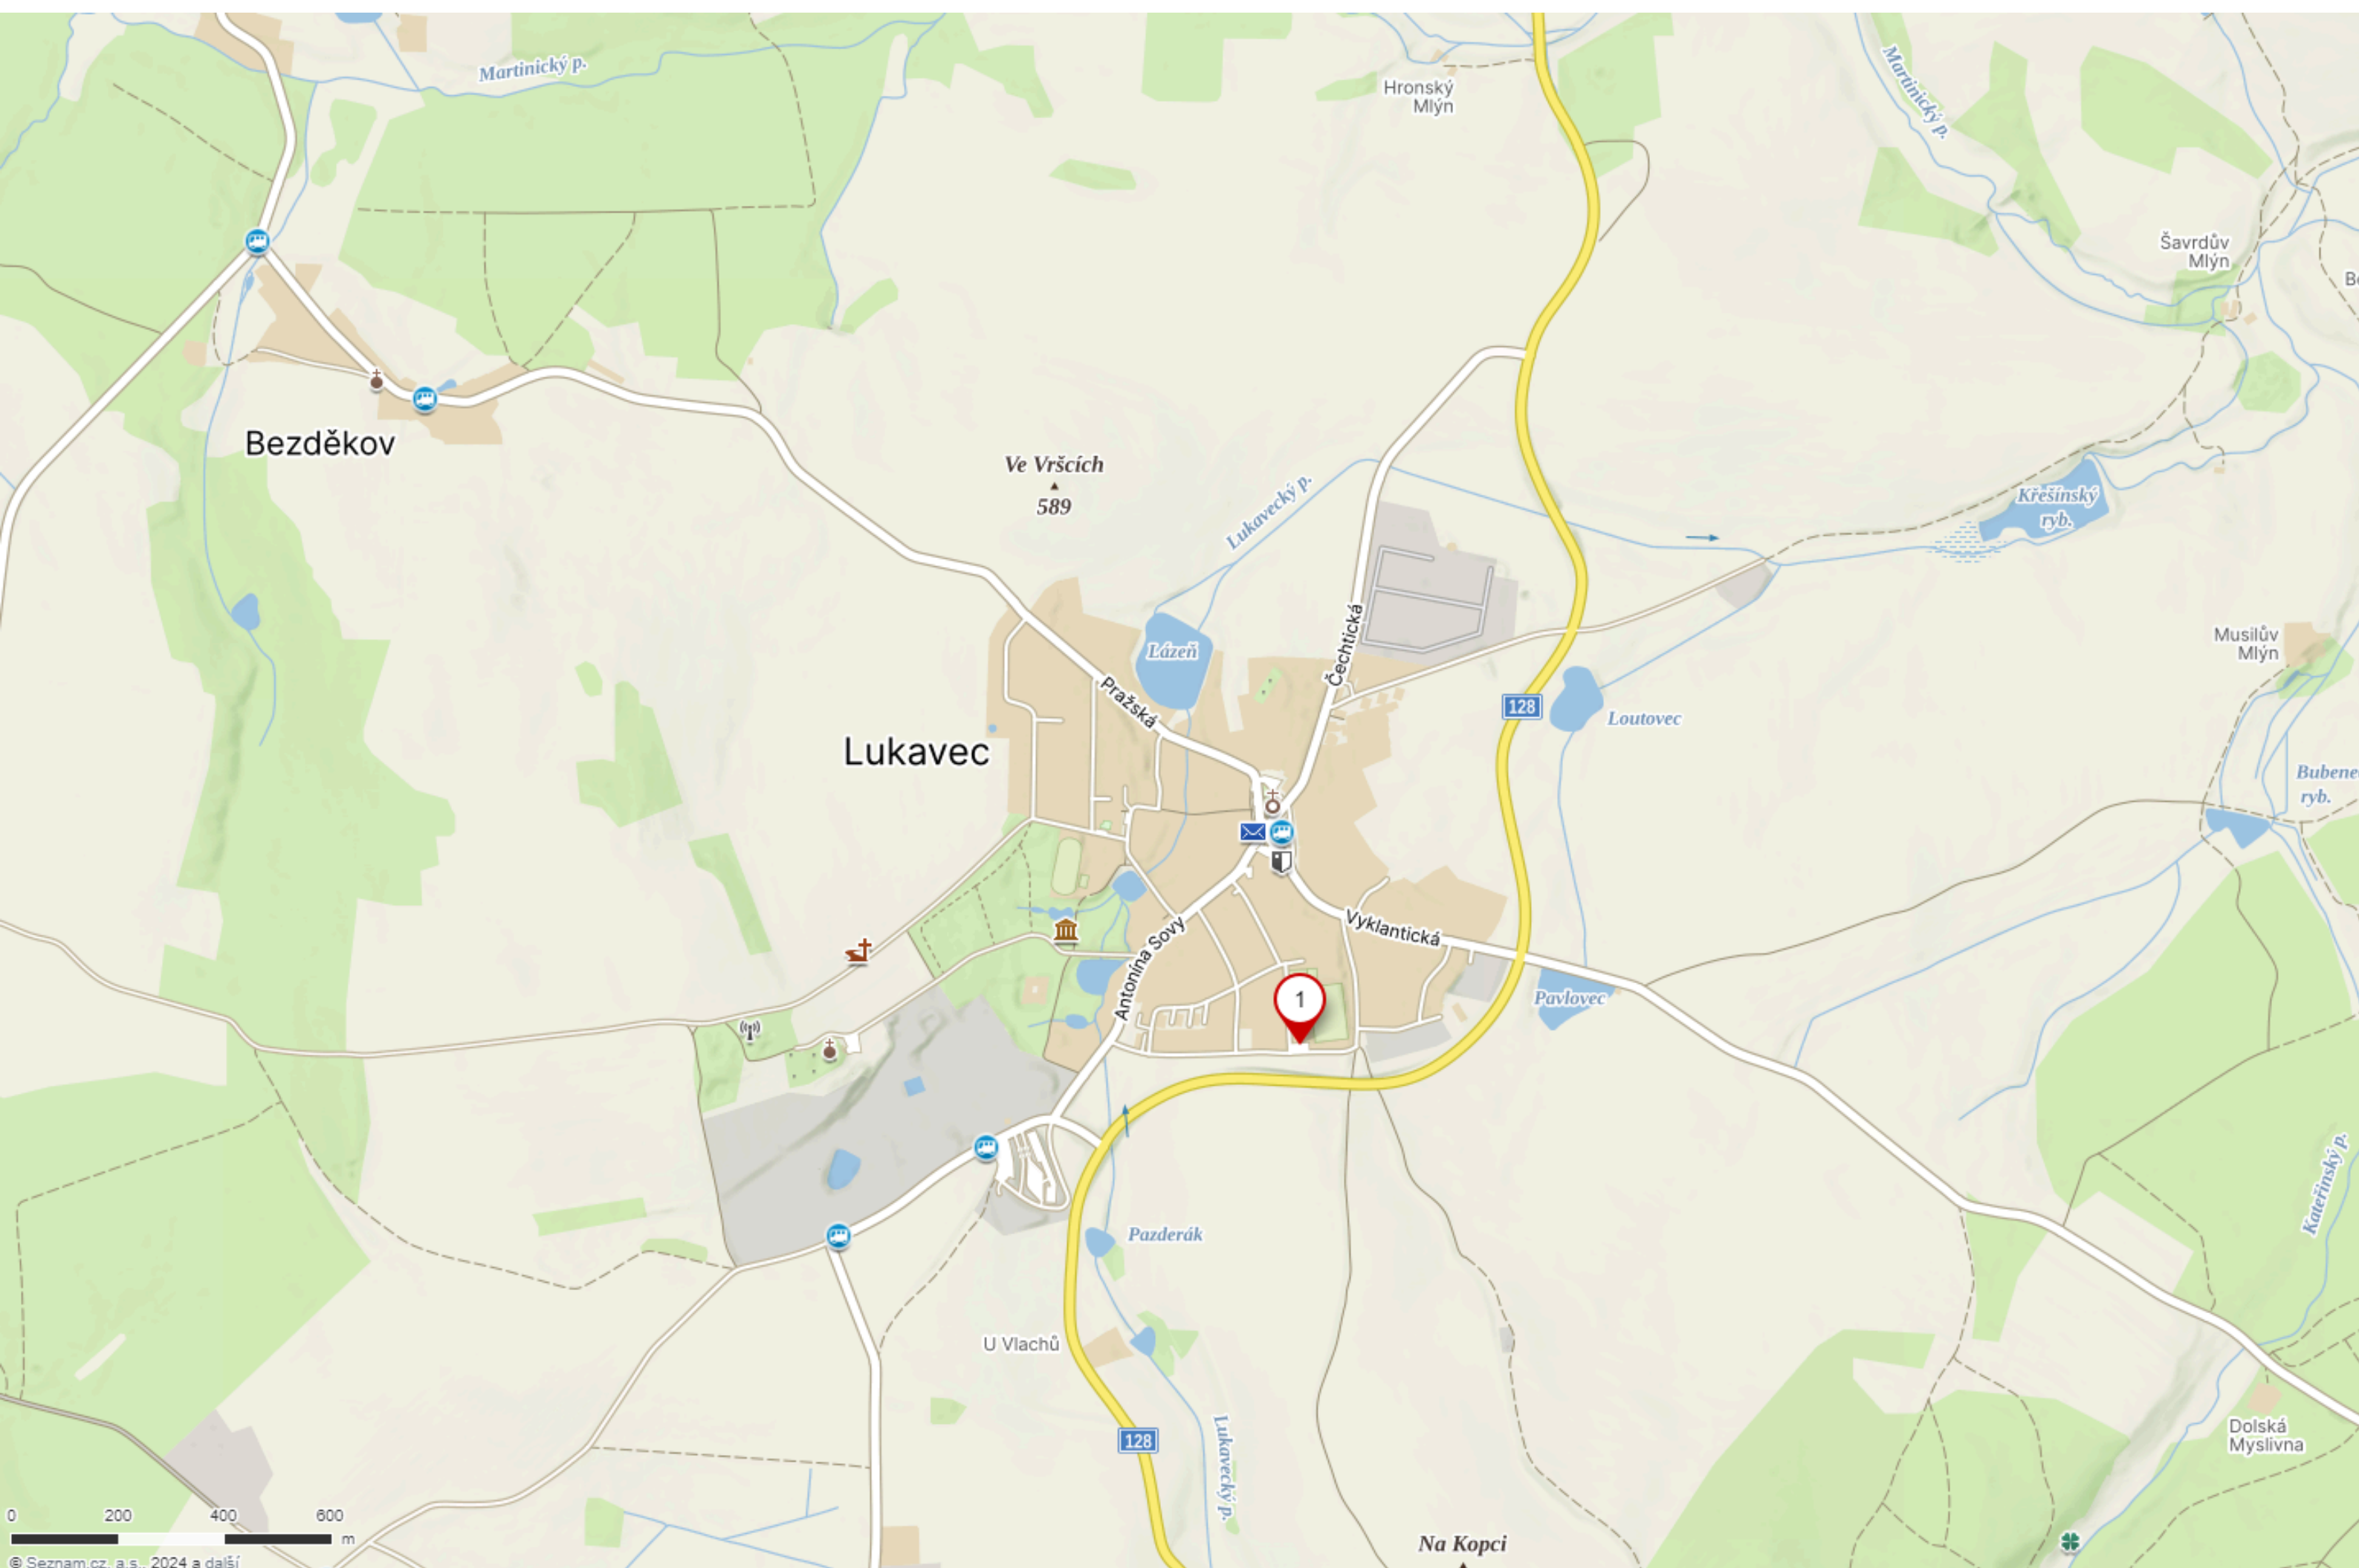 Martinický p.
Hronský
Mlýn
Martinický p.
Šavrdův
Mlýn
Bezděkov
Ve Vršcích
589
Lukavecký p.
Křešínský
ryb.
Čechtická
Musilův
Mlýn
Lázeň
Pražská
128
Loutovec
Lukavec
Bubene
ryb.
Vyklantická
Antonína Sovy
1
Pavlovec
Kateřinský p.
Pazderák
U Vlachů
128
Lukavecký p.
Dolská
Myslivna
Na Kopci
0 200 400 600
m
© Seznam.cz, a.s., 2024 a další